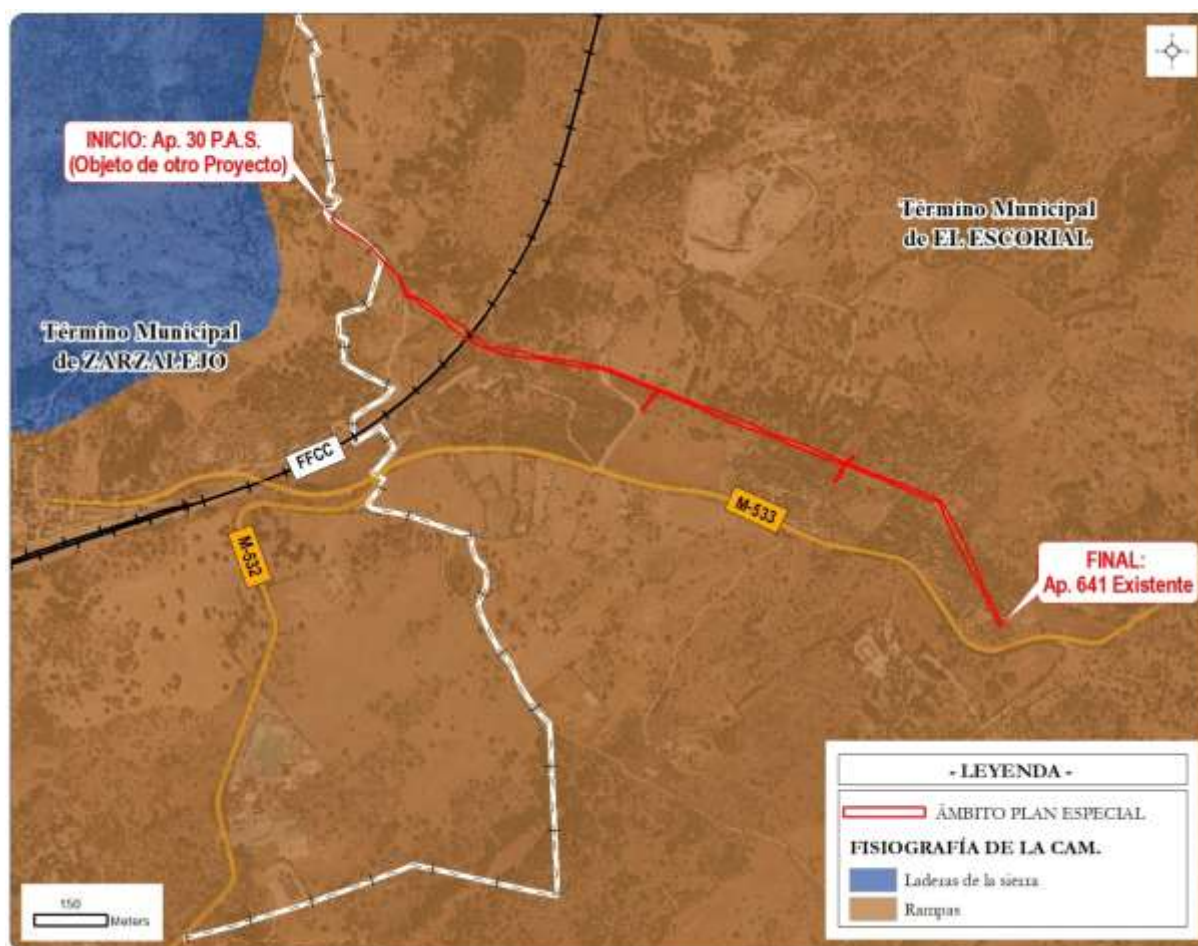 INICIO: Ap. 30 P.A.S.
(Objeto de otro Proyecto)
Término Municipal
de EL ESCORIAL
Término Municipal
de ZARZALEJO
FFCC
M-533
M-532
FINAL:
Ap. 641 Existente
- LEYENDA -
ÁMBITO PLAN ESPECIAL
FISIOGRAFÍA DE LA CAM.
Laderas de la sierra
Rampas
150
Meters